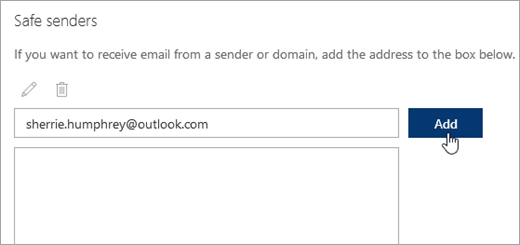 Safe senders
If you want to receive email from a sender or domain, add the address to the box below.
sherrie.humphrey@outlook.com
Add